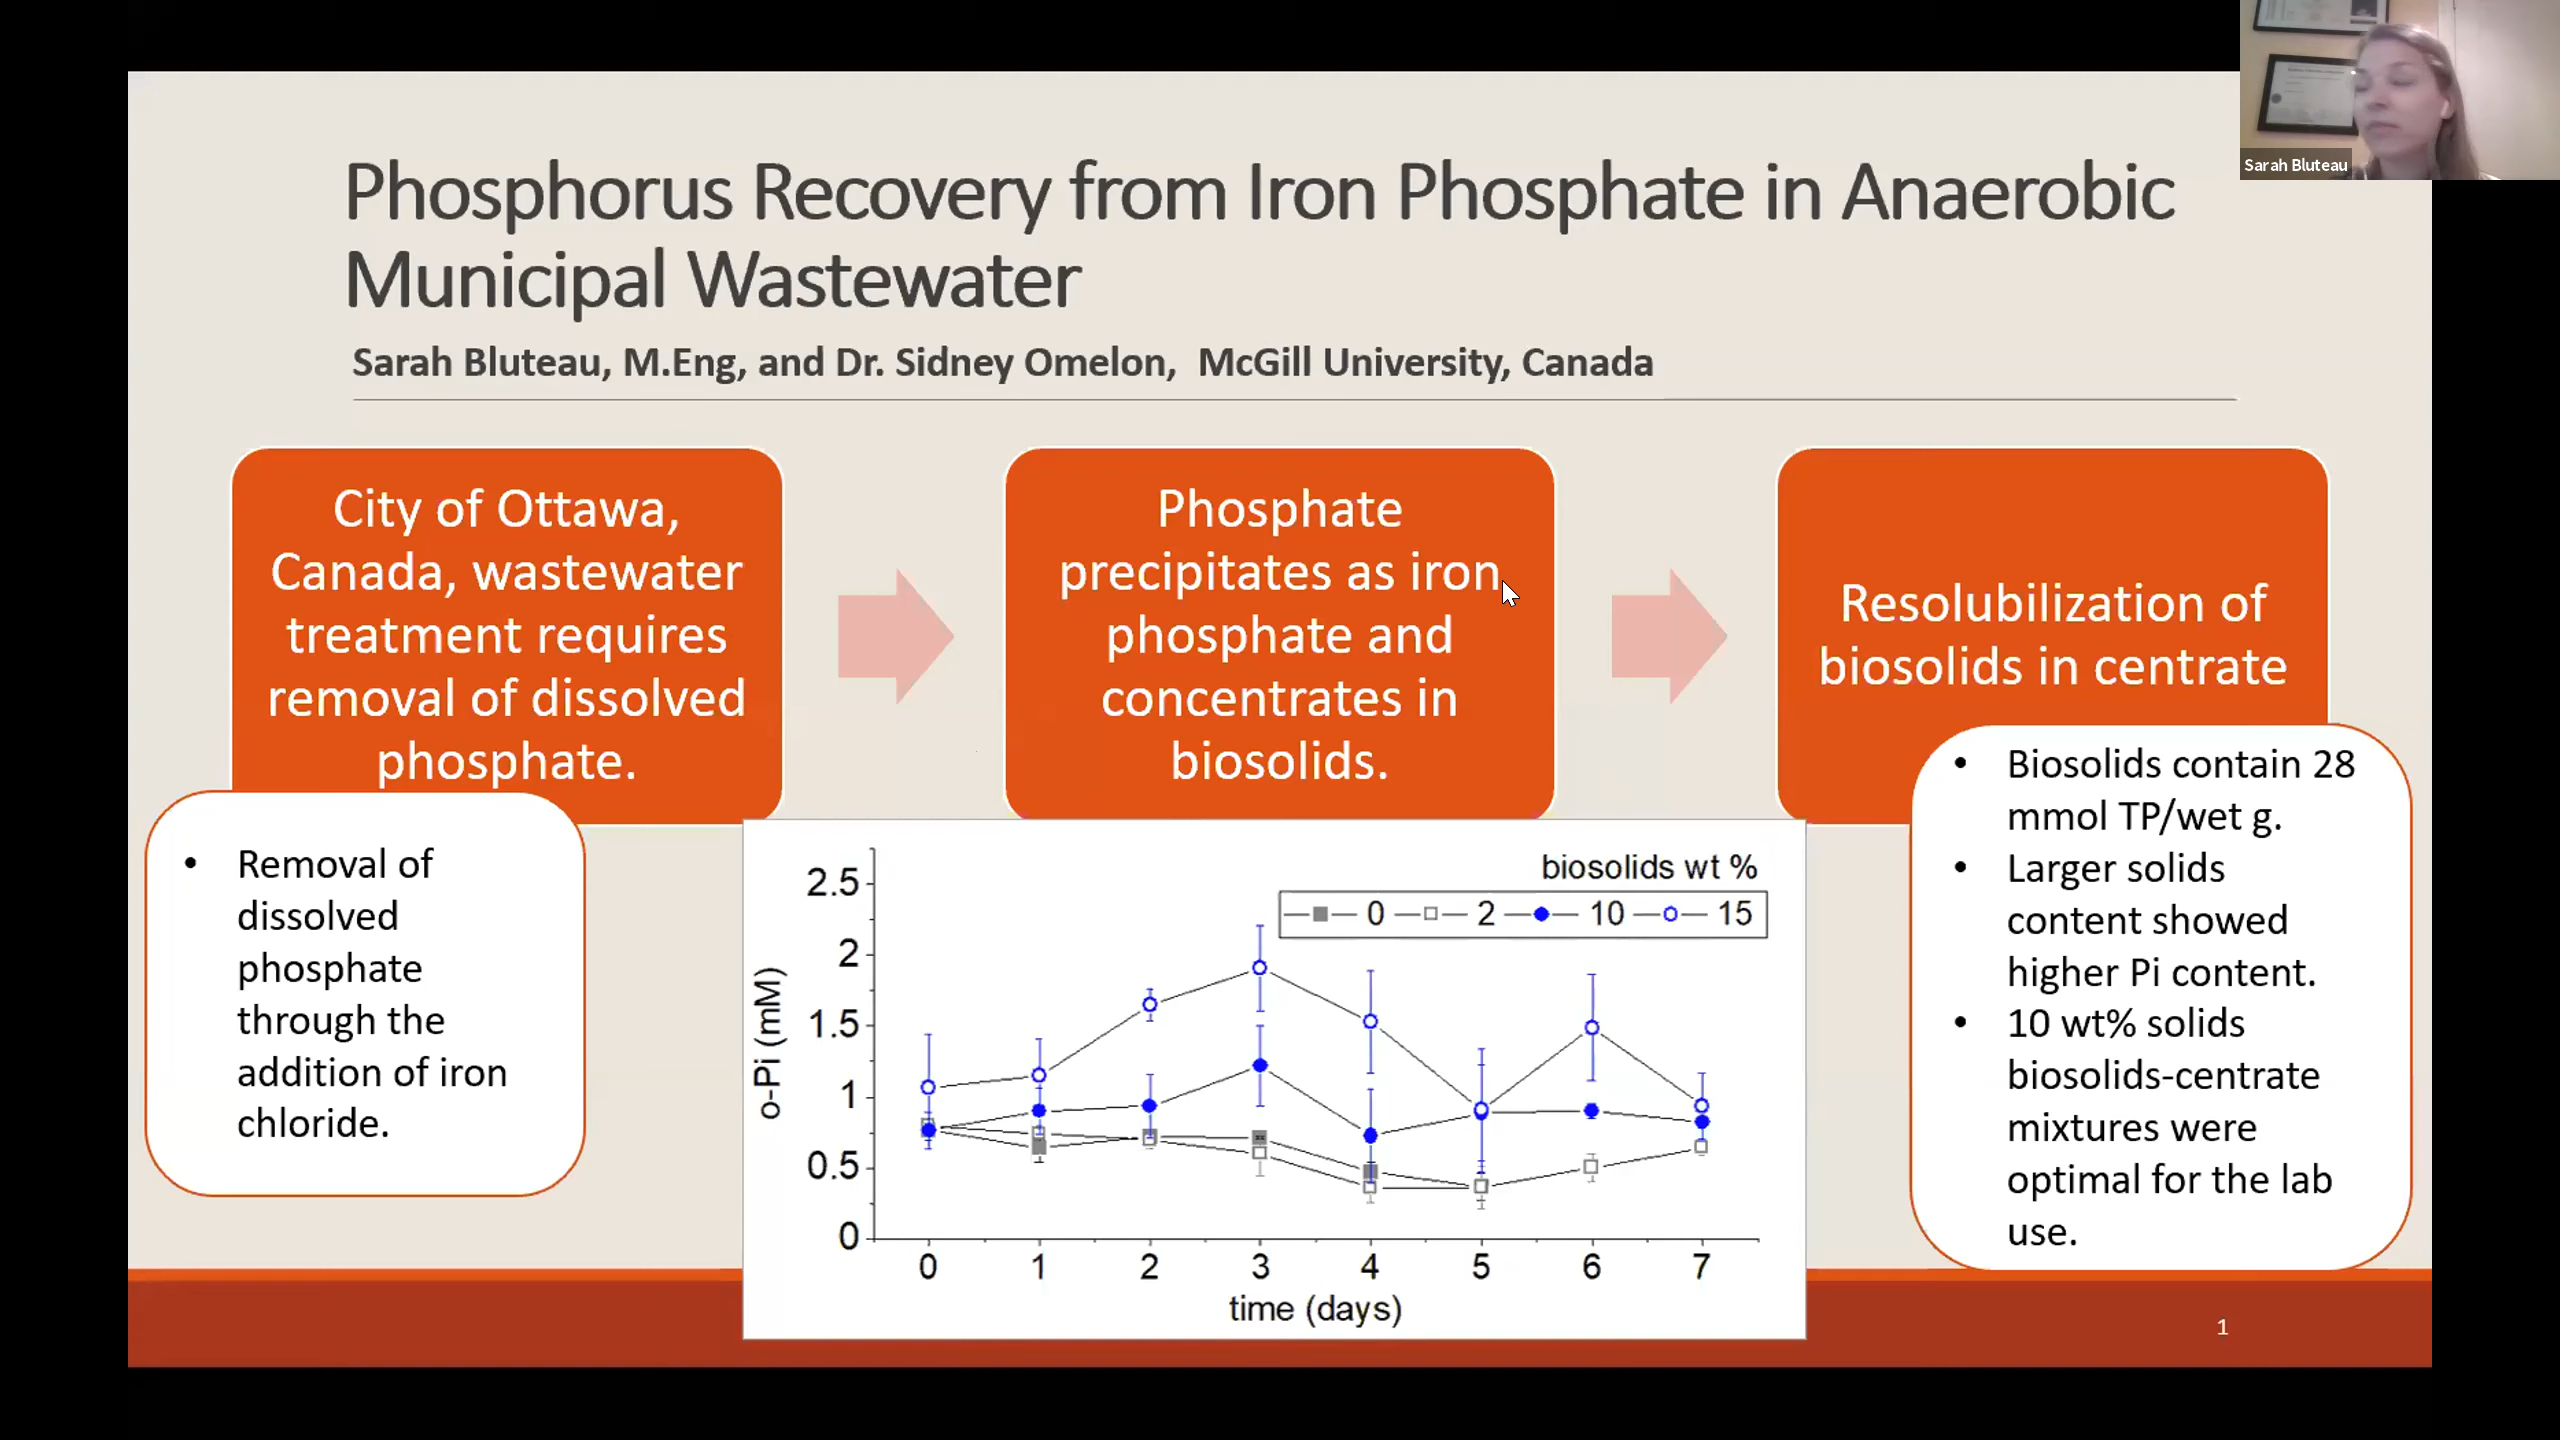 Sarah Bluteau
Phosphorus Recovery from Iron Phosphate in Anaerobic
Municipal Wastewater
Sarah Bluteau, M.Eng, and Dr. Sidney Omelon, McGill University, Canada
City of Ottawa,
Canada, wastewater
treatment requires
removal of dissolved
phosphate.
Phosphate
precipitates as iron
phosphate and
concentrates in
biosolids.
Resolubilization of
biosolids in centrate
• Removal of
dissolved
phosphate
through the
addition of iron
chloride.
biosolids wt %
0 2 10 15
o-Pi (mM)
2.5
2
1.5
1
0.5
0
0 1 2 3 4 5 6 7
time (days)
• Biosolids contain 28
mmol TP/wet g.
• Larger solids
content showed
higher Pi content.
• 10 wt% solids
biosolids-centrate
mixtures were
optimal for the lab
use.
1